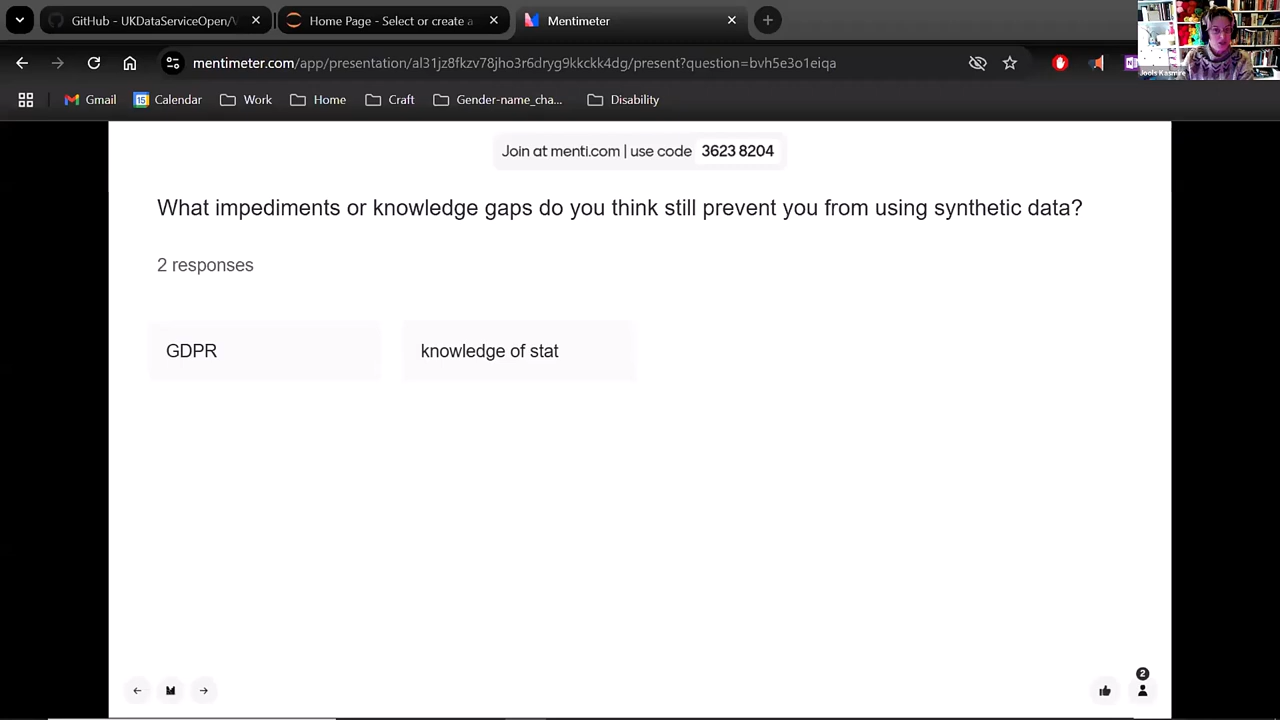 GitHub - UKDataServiceOpen/
Home Page - Select or create a
Mentimeter
mentimeter.com/app/presentation/al31jz8fkzv78jho3r6dryg9kkckk4dg/present?question=bvh5e3o1eiqa
Gmail
Calendar
Work
Home
Craft
Gender-name_cha...
Disability
Jools Kasmire
Join at menti.com | use code 3623 8204
What impediments or knowledge gaps do you think still prevent you from using synthetic data?
2 responses
GDPR
knowledge of stat
2